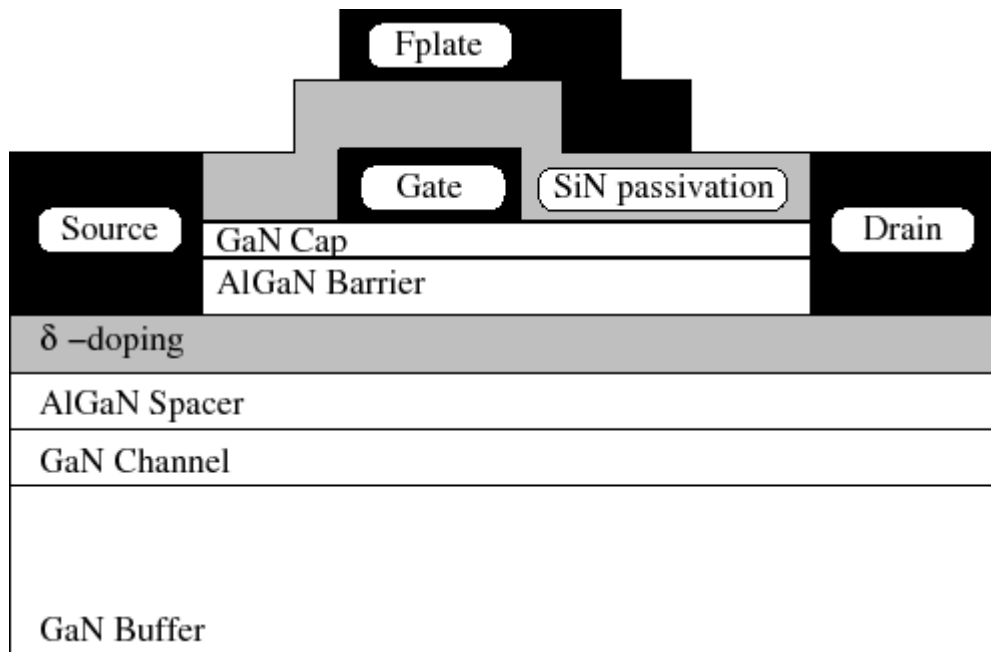 Fplate
Gate
SiN passivation
Source
Drain
GaN Cap
AlGaN Barrier
δ −doping
AlGaN Spacer
GaN Channel
GaN Buffer